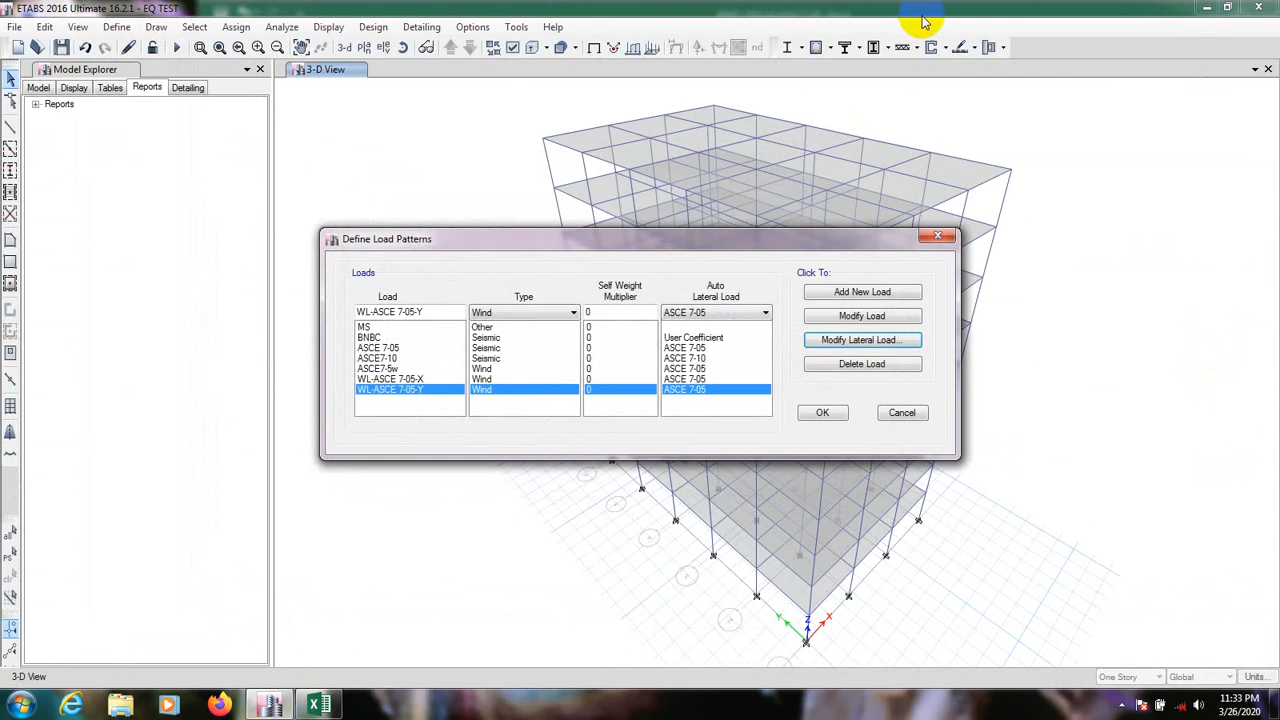 ETABS 2016 Ultimate 16.2.1 - EQ TEST
File Edit View Define Draw Select Assign Analyze Display Design Detailing Options Tools Help
3-d nd
Model Explorer
3-D View
Model Display Tables Reports Detailing
Reports
Define Load Patterns
Loads
Click To:
Load Type Self Weight Multiplier Auto Lateral Load
WL-ASCE 7-05-Y Wind 0 ASCE 7-05
MS Other 0
BNBC Seismic 0 User Coefficient
ASCE 7-05 Seismic 0 ASCE 7-05
ASCE7-10 Seismic 0 ASCE 7-10
ASCE7-5w Wind 0 ASCE 7-05
WL-ASCE 7-05-X Wind 0 ASCE 7-05
WL-ASCE 7-05-Y Wind 0 ASCE 7-05
Add New Load
Modify Load
Modify Lateral Load...
Delete Load
OK Cancel
all
PS
clr
Y Z X
3-D View
One Story Global Units...
11:33 PM
3/26/2020